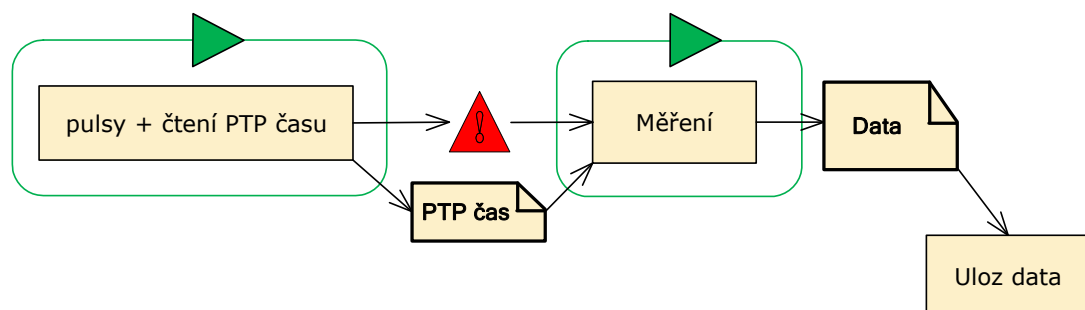 pulsy + čtení PTP času
!
Měření
Data
PTP čas
Uloz data